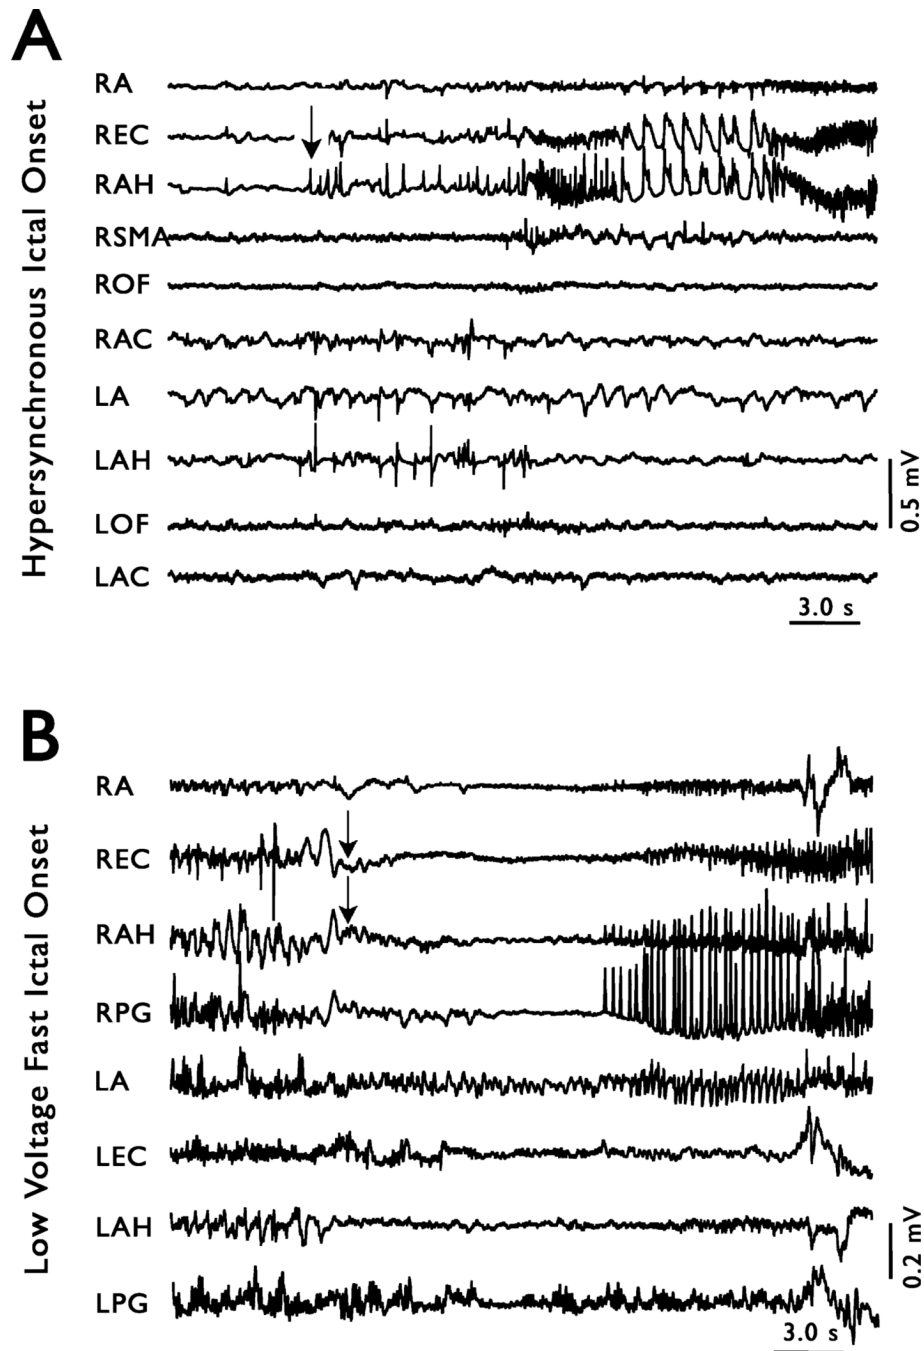 A
Hypersynchronous Ictal Onset
RA
REC
RAH
RSMA
ROF
RAC
LA
LAH
LOF
LAC
0.5 mV
3.0 s
B
Low Voltage Fast Ictal Onset
RA
REC
RAH
RPG
LA
LEC
LAH
LPG
0.2 mV
3.0 s